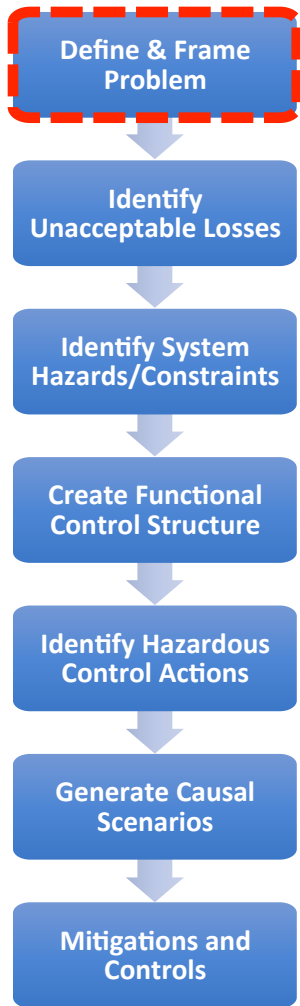 Define & Frame
Problem
Identify
Unacceptable Losses
Identify System
Hazards/Constraints
Create Functional
Control Structure
Identify Hazardous
Control Actions
Generate Causal
Scenarios
Mitigations and
Controls